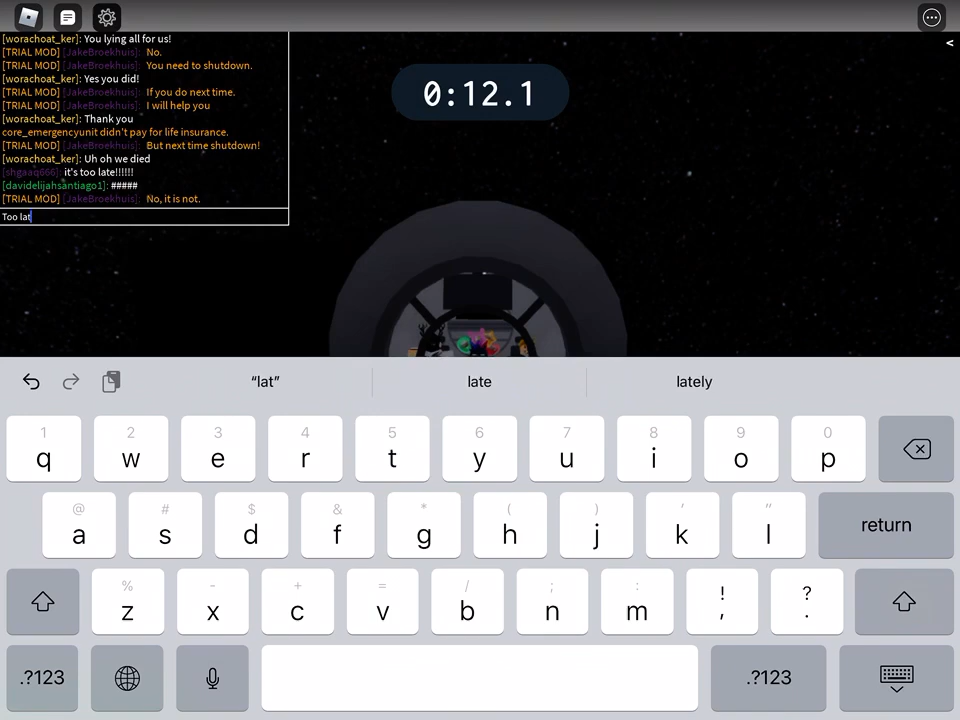 [worachoat_ker]: You lying all for us!
[TRIAL MOD] [JakeBroekhuis]: No.
[TRIAL MOD] [JakeBroekhuis]: You need to shutdown.
[worachoat_ker]: Yes you did!
[TRIAL MOD] [JakeBroekhuis]: If you do next time.
[TRIAL MOD] [JakeBroekhuis]: I will help you
[worachoat_ker]: Thank you
core_emergencyunit didn't pay for life insurance.
[TRIAL MOD] [JakeBroekhuis]: But next time shutdown!
[worachoat_ker]: Uh oh we died
[shgaaq666]: it's too late!!!!!!
[davidelijahsantiago1]: #####
[TRIAL MOD] [JakeBroekhuis]: No, it is not.
Too lat
0:12.1
<
“lat” late lately
1 2 3 4 5 6 7 8 9 0
q w e r t y u i o p
@ # $ & * ( ) ' "
a s d f g h j k l return
% - + = / ; : ! ?
z x c v b n m , .
.?123 .?123